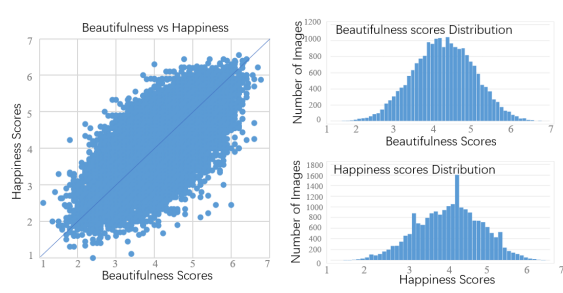 Beautifulness vs Happiness
7
6
5
4
3
2
1
Happiness Scores
1 2 3 4 5 6 7
Beautifulness Scores
Beautifulness scores Distribution
1200
1000
800
600
400
200
0
Number of Images
1 2 3 4 5 6 7
Beautifulness Scores
Happiness scores Distribution
1800
1600
1400
1200
1000
800
600
400
200
0
Number of Images
1 2 3 4 5 6 7
Happiness Scores